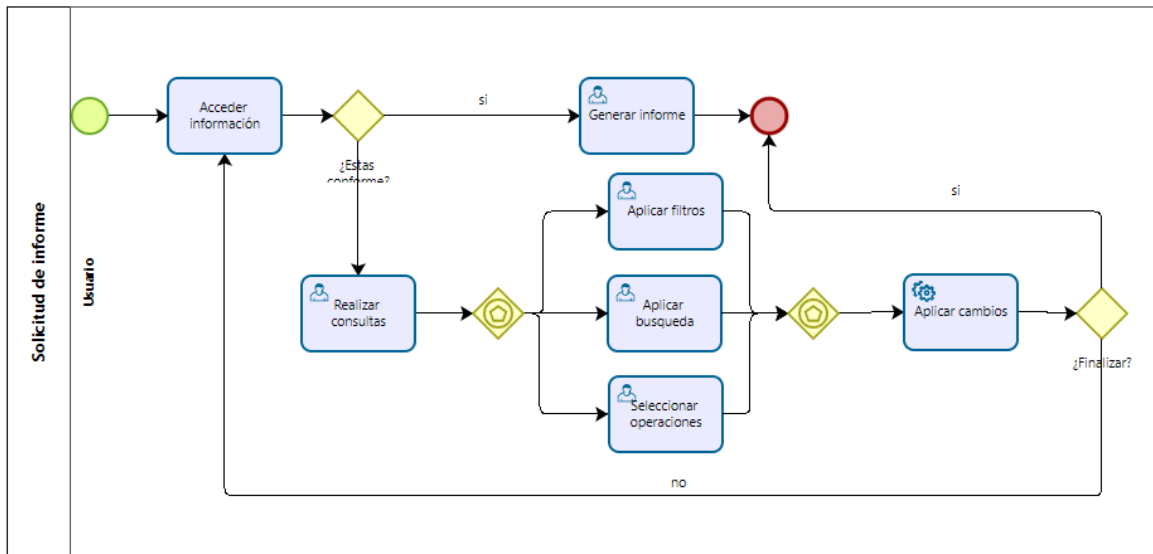 Solicitud de informe
Usuario
Acceder
información
¿Estas
conforme?
si
Generar informe
Realizar
consultas
Aplicar filtros
Aplicar
busqueda
Seleccionar
operaciones
Aplicar cambios
¿Finalizar?
si
no